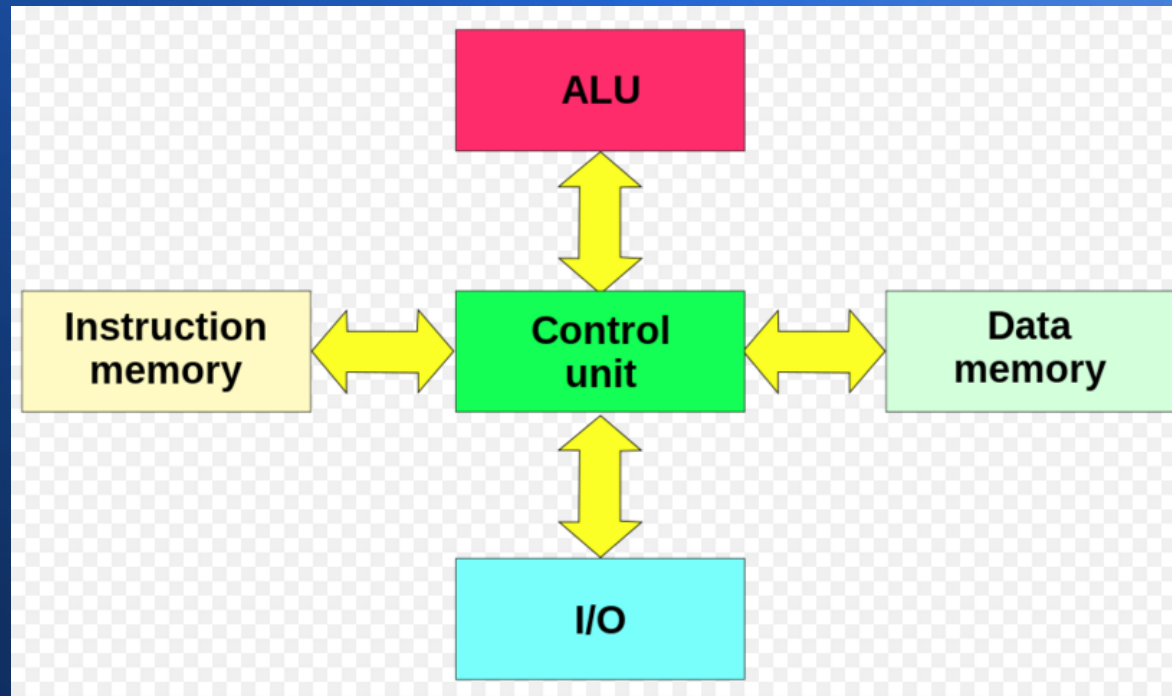 ALU
Instruction
memory
Control
unit
Data
memory
I/O